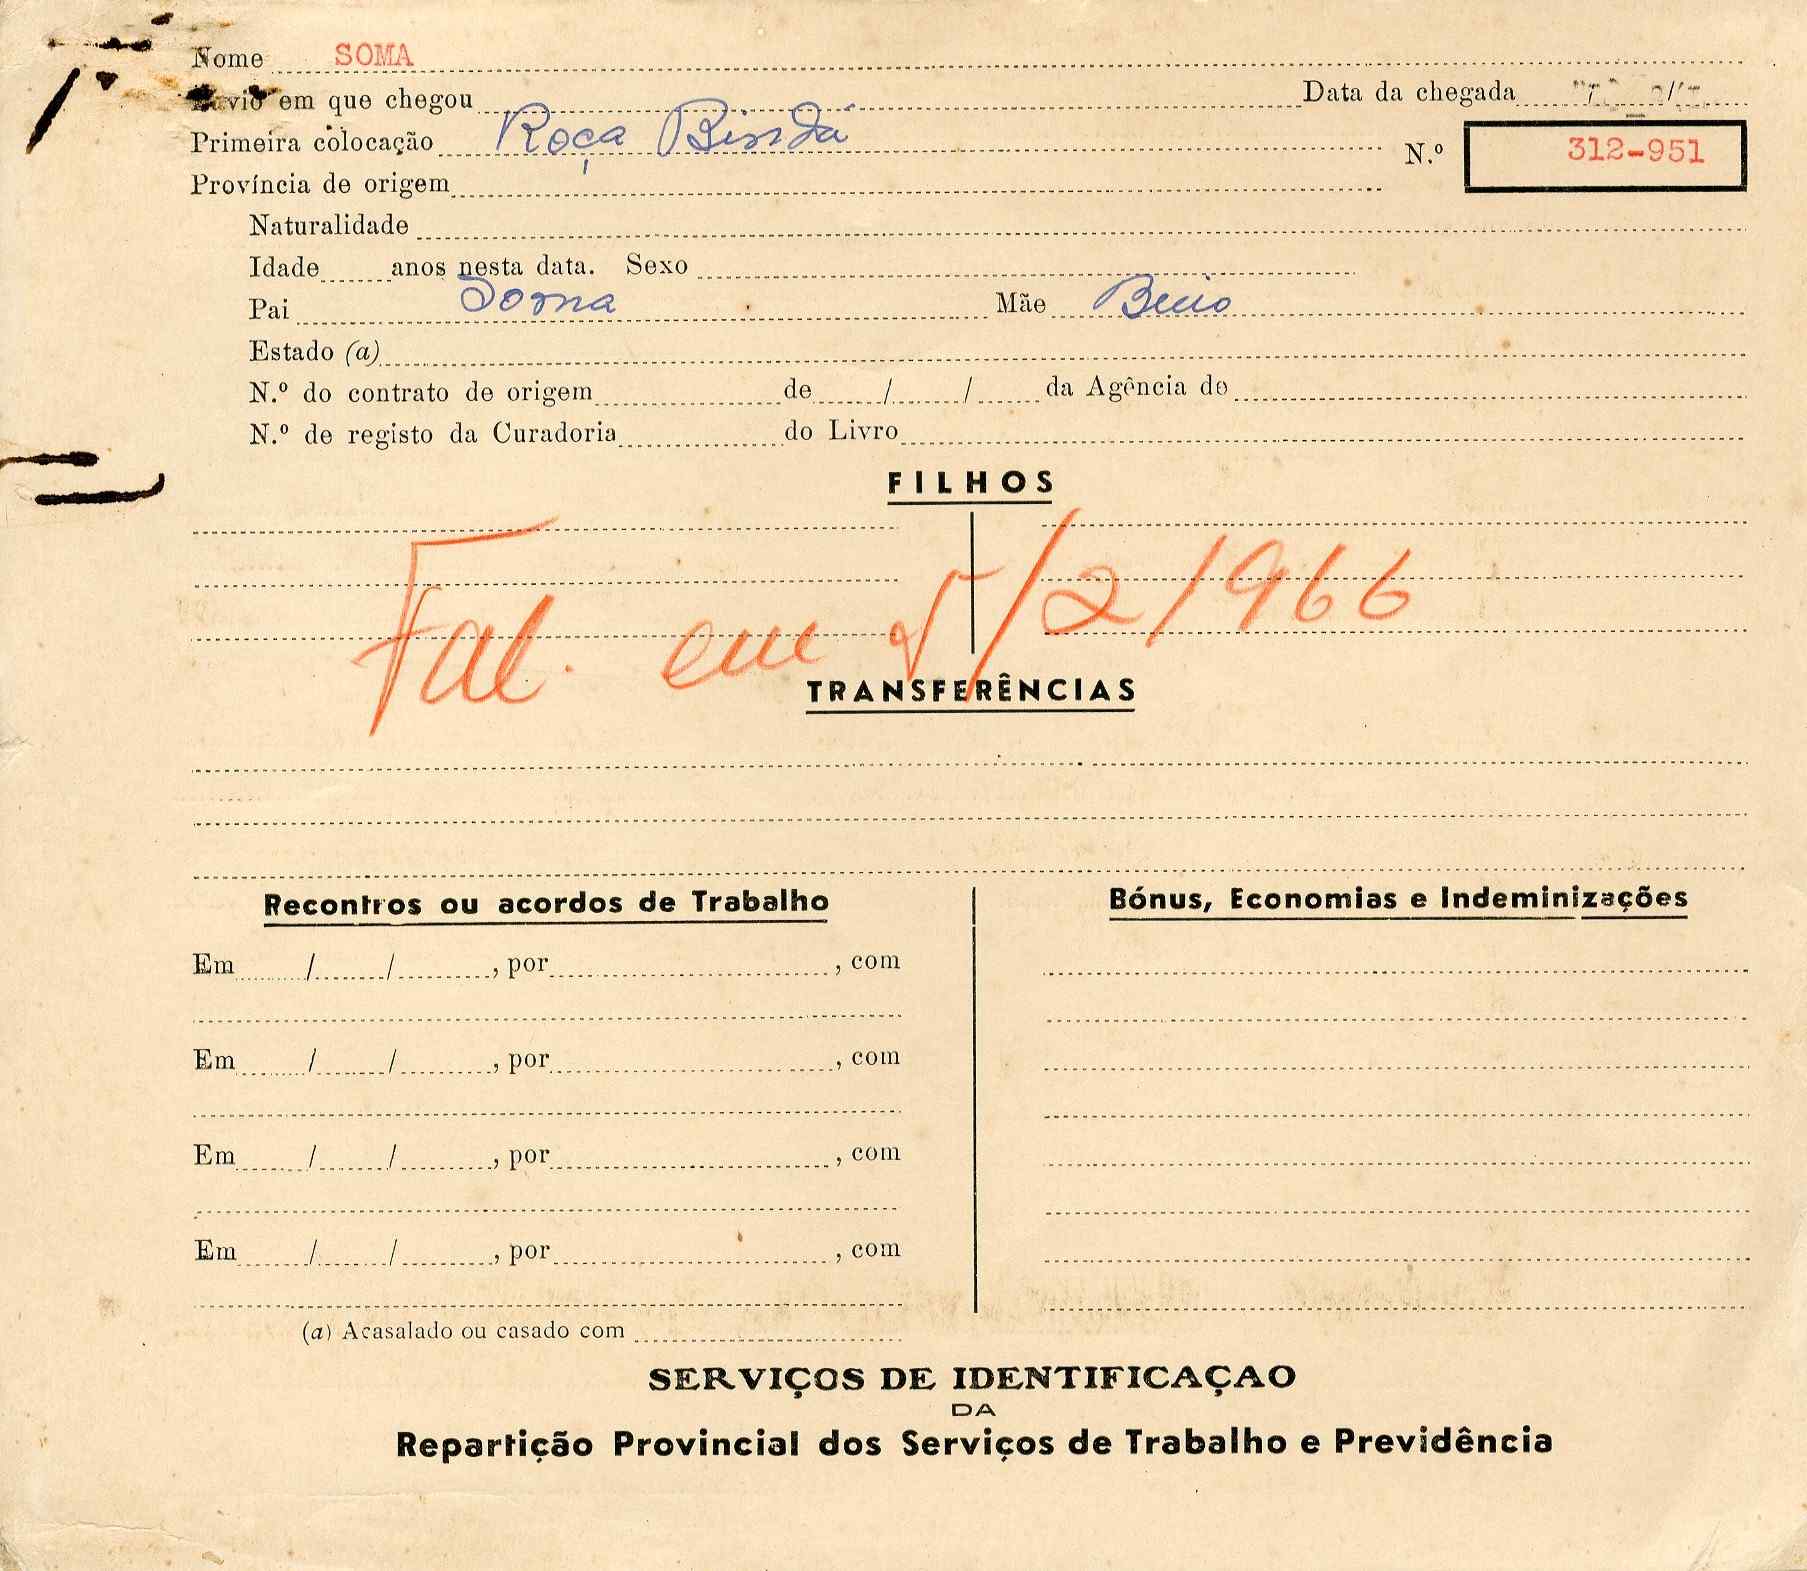 Nome SOMA
Navio em que chegou Data da chegada
Primeira colocação Roça Bindá N.º 312-951
Província de origem
Naturalidade
Idade anos nesta data. Sexo
Pai Soma Mãe
Estado (a)
N.º do contrato de origem de / / da Agência de
N.º de registo da Curadoria do Livro
FILHOS
Fal. em 5/2/966
TRANSFERÊNCIAS
Recontros ou acordos de Trabalho Bónus, Economias e Indeminizações
Em / / , por , com
Em / / , por , com
Em / / , por , com
Em / / , por , com
(a) Acasalado ou casado com
SERVIÇOS DE IDENTIFICAÇAO
DA
Repartição Provincial dos Serviços de Trabalho e Previdência